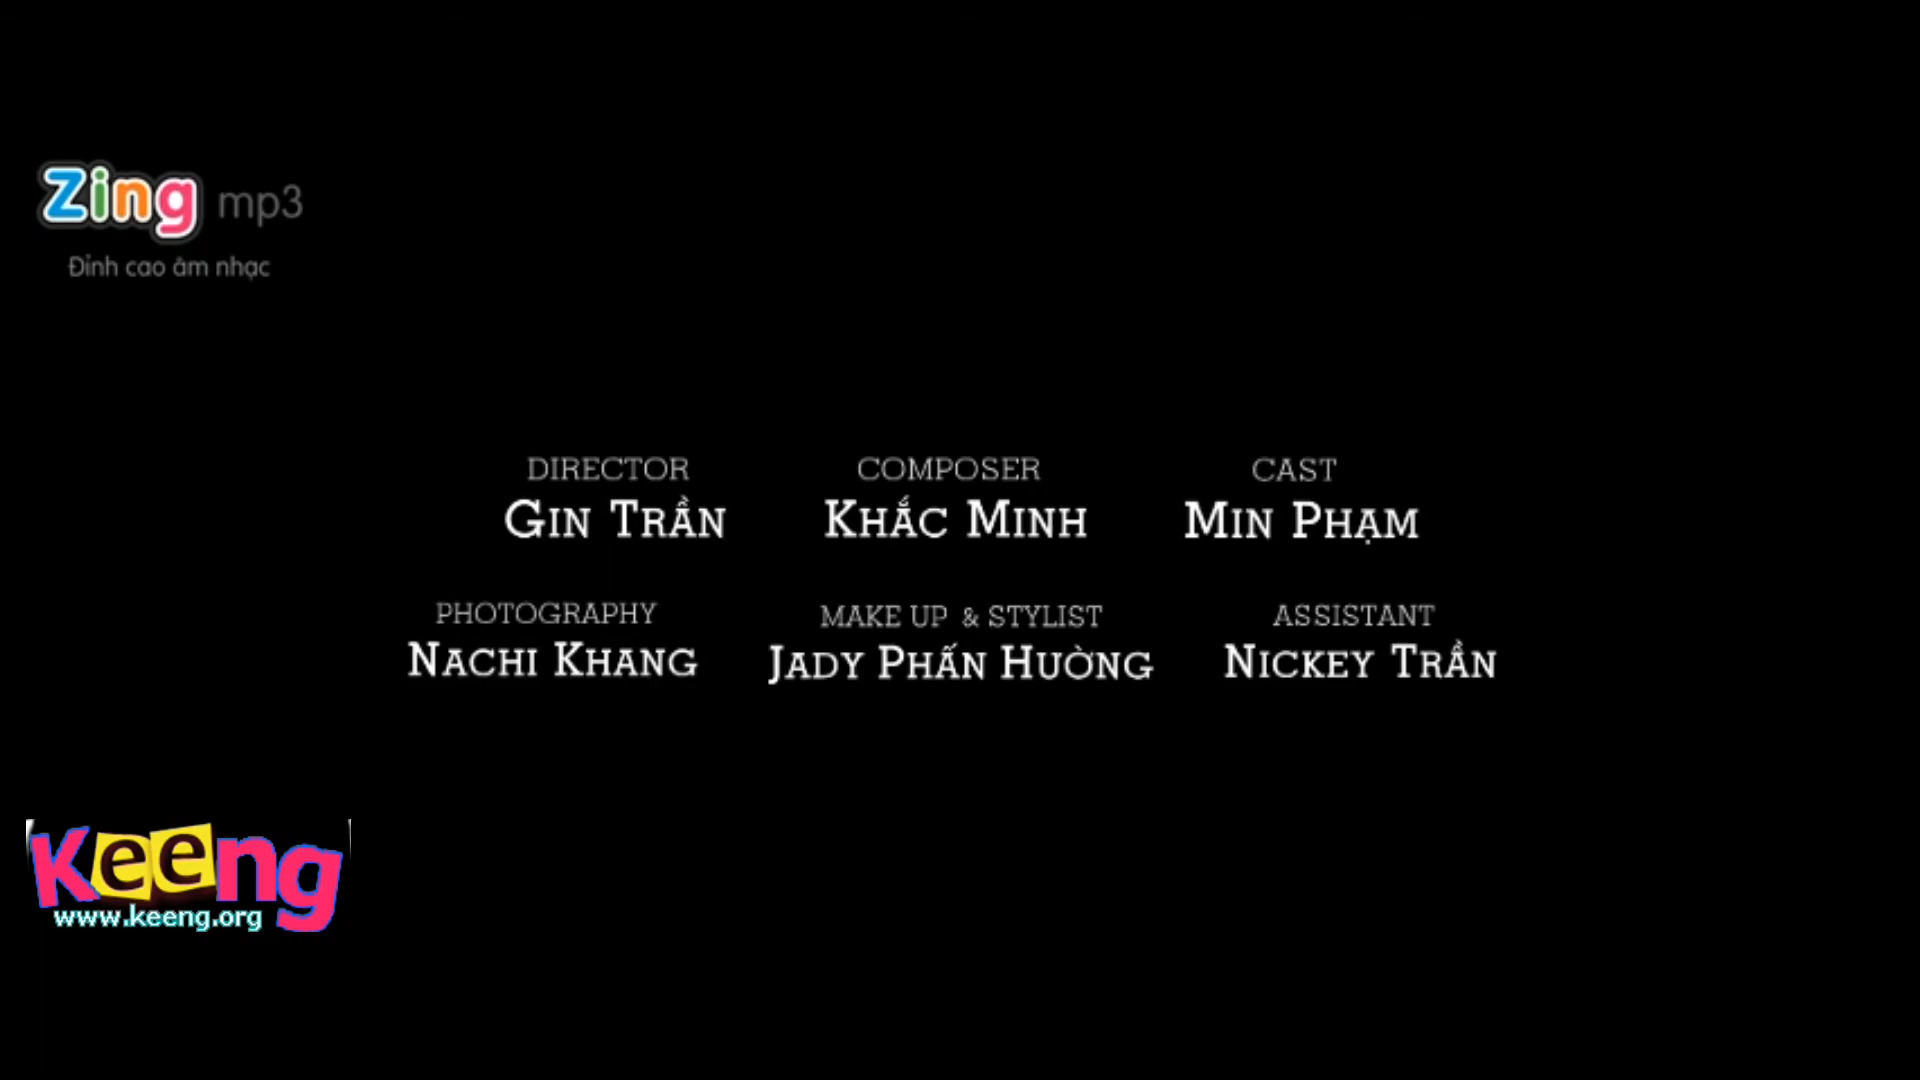 Zing mp3
Đỉnh cao âm nhạc
DIRECTOR COMPOSER CAST
GIN TRẦN KHẮC MINH MIN PHẠM
PHOTOGRAPHY MAKE UP & STYLIST ASSISTANT
NACHI KHANG JADY PHẤN HƯỜNG NICKEY TRẦN
Keeng
www.keeng.org